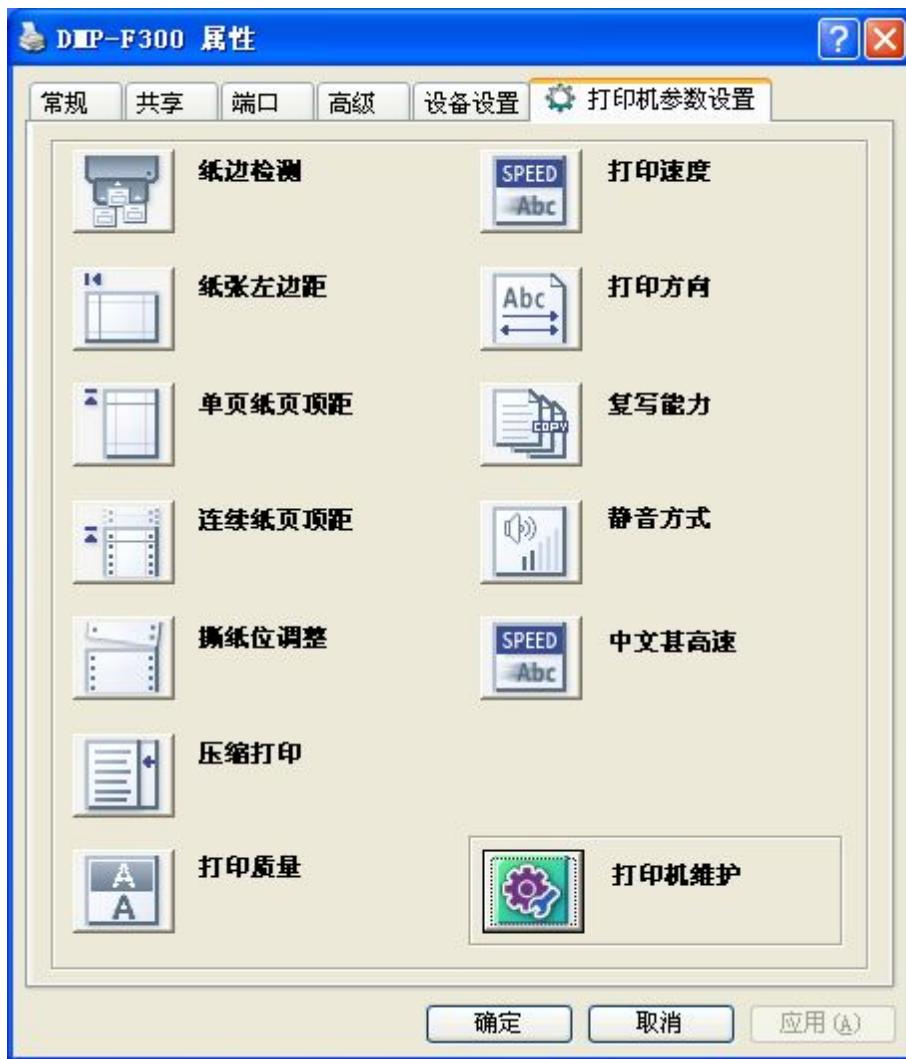 DMP-F300 属性
常规 共享 端口 高级 设备设置 打印机参数设置
纸边检测
SPEED
Abc
打印速度
纸张左边距
Abc
打印方向
单页纸页顶距
COPY
复写能力
连续纸页顶距
静音方式
撕纸位调整
SPEED
Abc
中文甚高速
压缩打印
A
A
打印质量
打印机维护
确定 取消 应用(A)